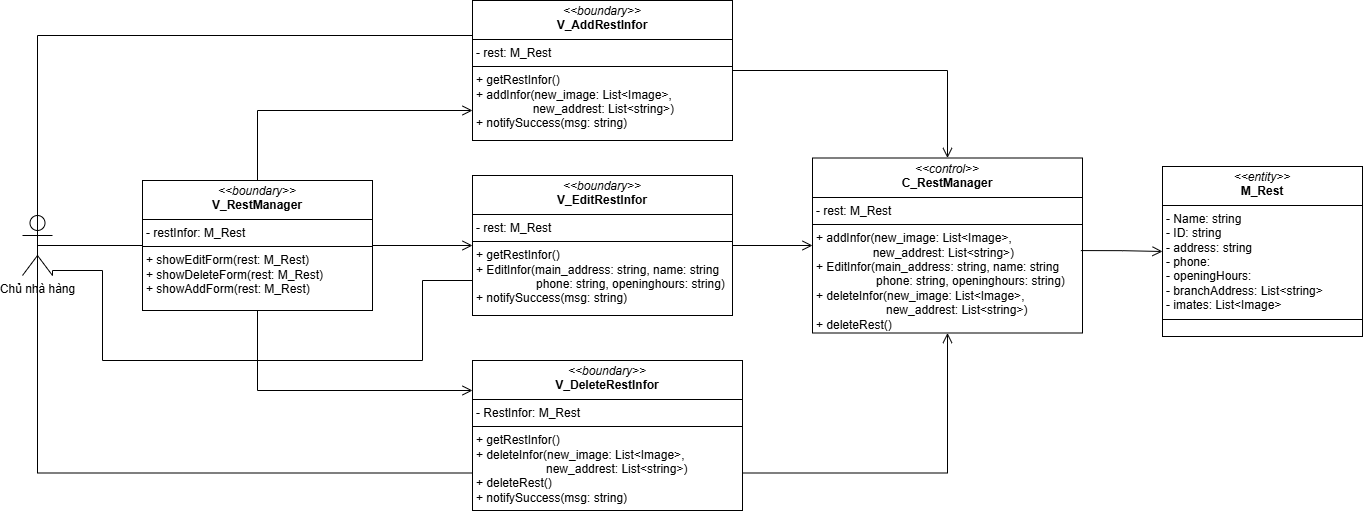 <<boundary>>
V_AddRestInfor
- rest: M_Rest
+ getRestInfor()
+ addInfor(new_image: List<Image>,
new_addrest: List<string>)
+ notifySuccess(msg: string)
Chủ nhà hàng
<<boundary>>
V_RestManager
- restInfor: M_Rest
+ showEditForm(rest: M_Rest)
+ showDeleteForm(rest: M_Rest)
+ showAddForm(rest: M_Rest)
<<boundary>>
V_EditRestInfor
- rest: M_Rest
+ getRestInfor()
+ EditInfor(main_address: string, name: string
phone: string, openinghours: string)
+ notifySuccess(msg: string)
<<boundary>>
V_DeleteRestInfor
- RestInfor: M_Rest
+ getRestInfor()
+ deleteInfor(new_image: List<Image>,
new_addrest: List<string>)
+ deleteRest()
+ notifySuccess(msg: string)
<<control>>
C_RestManager
- rest: M_Rest
+ addInfor(new_image: List<Image>,
new_address: List<string>)
+ EditInfor(main_address: string, name: string
phone: string, openinghours: string)
+ deleteInfor(new_image: List<Image>,
new_addrest: List<string>)
+ deleteRest()
<<entity>>
M_Rest
- Name: string
- ID: string
- address: string
- phone:
- openingHours:
- branchAddress: List<string>
- imates: List<Image>